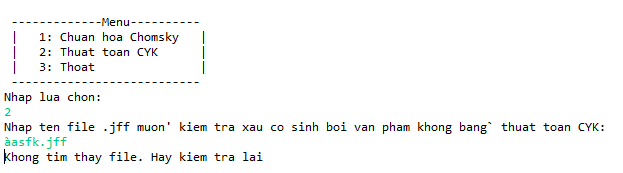 -------------Menu----------
| 1: Chuan hoa Chomsky |
| 2: Thuat toan CYK |
| 3: Thoat |
---------------------------
Nhap lua chon:
2
Nhap ten file .jff muon' kiem tra xau co sinh boi van pham khong bang` thuat toan CYK:
àasfk.jff
Khong tim thay file. Hay kiem tra lai